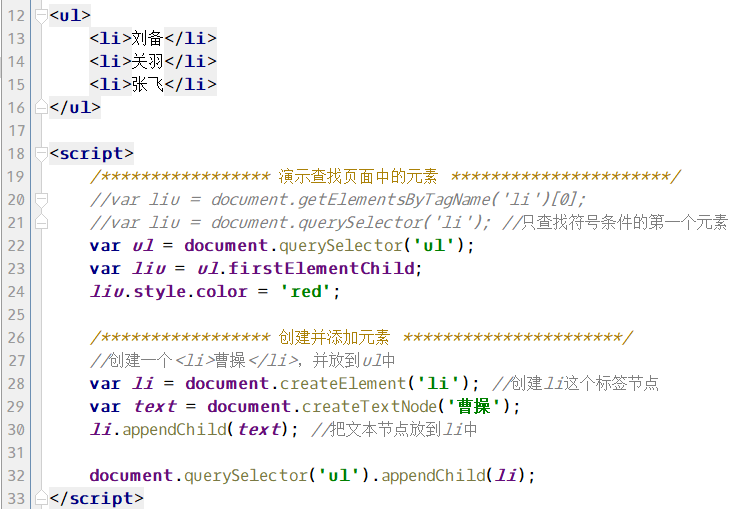 12 <ul>
13     <li>刘备</li>
14     <li>关羽</li>
15     <li>张飞</li>
16 </ul>
17
18 <script>
19     /***************** 演示查找页面中的元素 **********************/
20     //var liu = document.getElementsByTagName('li')[0];
21     //var liu = document.querySelector('li'); //只查找符号条件的第一个元素
22     var ul = document.querySelector('ul');
23     var liu = ul.firstElementChild;
24     liu.style.color = 'red';
25
26     /***************** 创建并添加元素 **********************/
27     //创建一个<li>曹操</li>，并放到ul中
28     var li = document.createElement('li'); //创建li这个标签节点
29     var text = document.createTextNode('曹操');
30     li.appendChild(text); //把文本节点放到li中
31
32     document.querySelector('ul').appendChild(li);
33 </script>